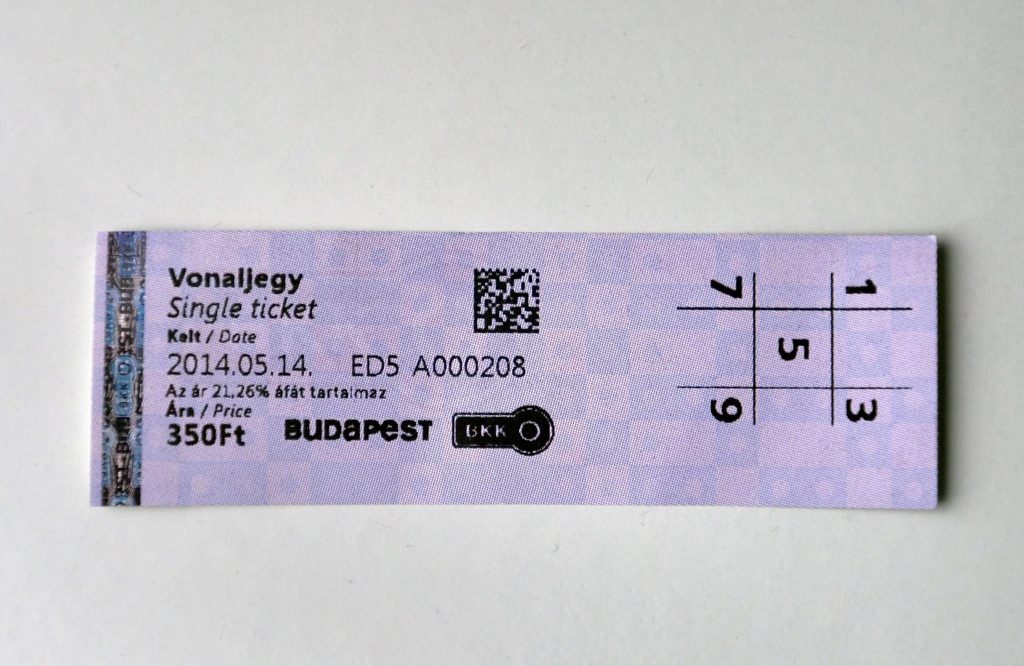 Vonaljegy
Single ticket
Kelt / Date
2014.05.14. ED5 A000208
Az ár 21,26% áfát tartalmaz
Ára / Price
350Ft BUDAPEST BKK
1
7
5
3
9